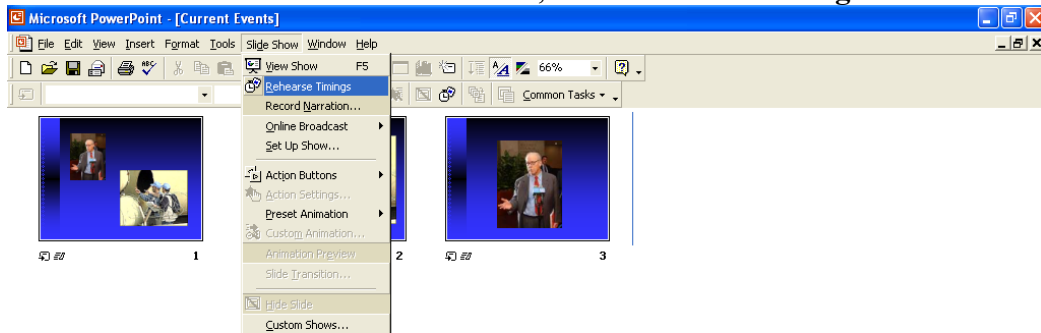 Microsoft PowerPoint - [Current Events]
File Edit View Insert Format Tools Slide Show Window Help
View Show F5
66%
Rehearse Timings
Common Tasks
Record Narration...
Online Broadcast
Set Up Show...
Action Buttons
Action Settings...
Preset Animation
Custom Animation...
Animation Preview
Slide Transition...
Hide Slide
Custom Shows...
1
2
3